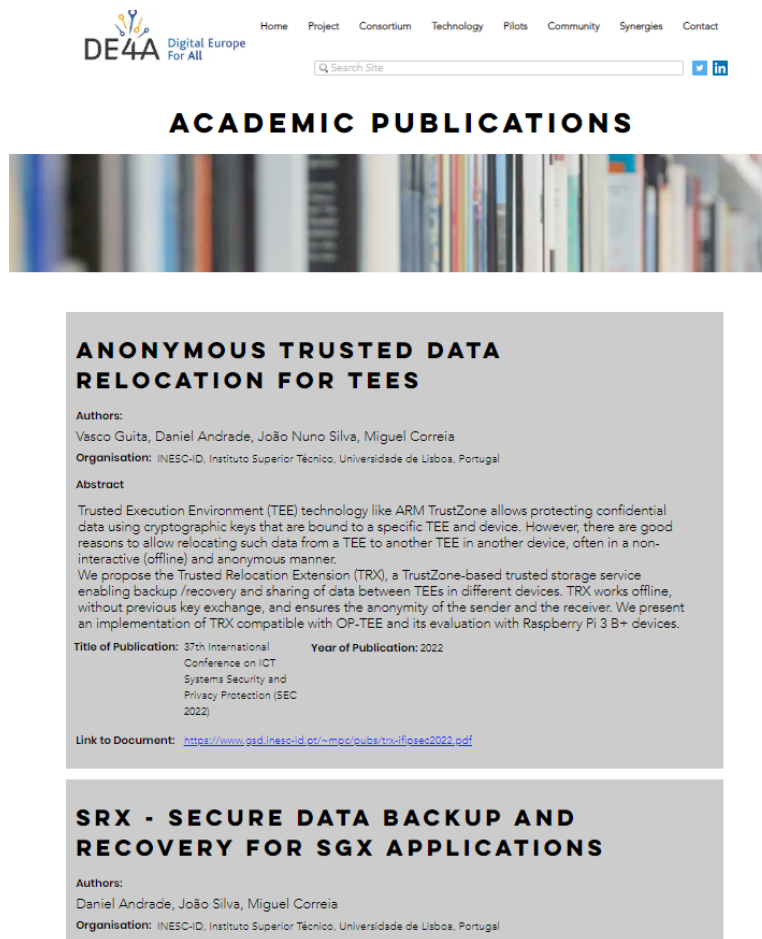 DE4A Digital Europe
For All
Home Project Consortium Technology Pilots Community Synergies Contact
Search Site
in
ACADEMIC PUBLICATIONS
ANONYMOUS TRUSTED DATA
RELOCATION FOR TEES
Authors:
Vasco Guita, Daniel Andrade, João Nuno Silva, Miguel Correia
Organisation: INESC-ID, Instituto Superior Técnico, Universidade de Lisboa, Portugal
Abstract
Trusted Execution Environment (TEE) technology like ARM TrustZone allows protecting confidential
data using cryptographic keys that are bound to a specific TEE and device. However, there are good
reasons to allow relocating such data from a TEE to another TEE in another device, often in a non-
interactive (offline) and anonymous manner.
We propose the Trusted Relocation Extension (TRX), a TrustZone-based trusted storage service
enabling backup /recovery and sharing of data between TEEs in different devices. TRX works offline,
without previous key exchange, and ensures the anonymity of the sender and the receiver. We present
an implementation of TRX compatible with OP-TEE and its evaluation with Raspberry Pi 3 B+ devices.
Title of Publication: 37th International
Conference on ICT
Systems Security and
Privacy Protection (SEC
2022)
Year of Publication: 2022
Link to Document: https://www.gsd.inesc-id.pt/~mpc/pubs/trx-ifipsec2022.pdf
SRX - SECURE DATA BACKUP AND
RECOVERY FOR SGX APPLICATIONS
Authors:
Daniel Andrade, João Silva, Miguel Correia
Organisation: INESC-ID, Instituto Superior Técnico, Universidade de Lisboa, Portugal